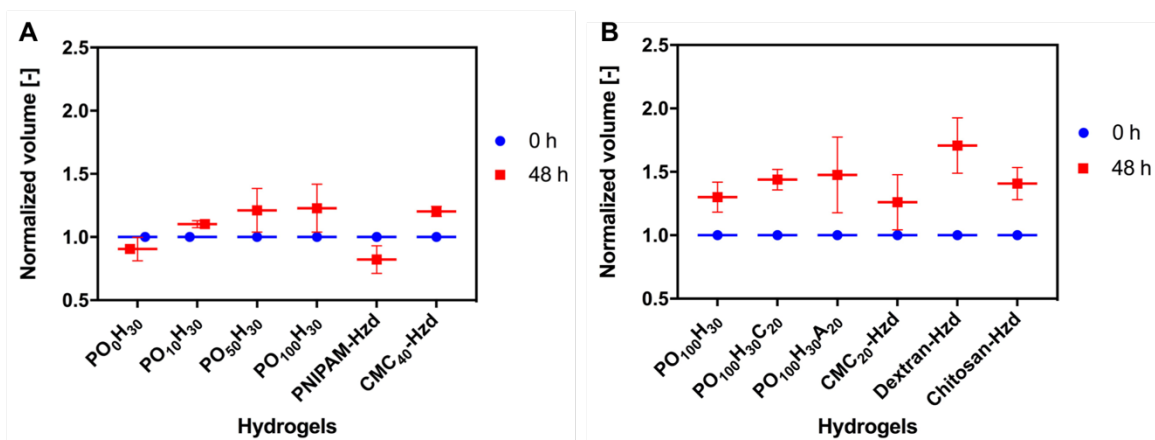 A
Normalized volume [-]
2.5
2.0
1.5
1.0
0.5
PO₀H₃₀
PO₁₀H₃₀
PO₅₀H₃₀
PO₁₀₀H₃₀
PNIPAM-Hzd
CMC₄₀-Hzd
Hydrogels
0 h
48 h
B
Normalized volume [-]
2.5
2.0
1.5
1.0
0.5
PO₁₀₀H₃₀
PO₁₀₀H₃₀C₂₀
PO₁₀₀H₃₀A₂₀
CMC₂₀-Hzd
Dextran-Hzd
Chitosan-Hzd
Hydrogels
0 h
48 h